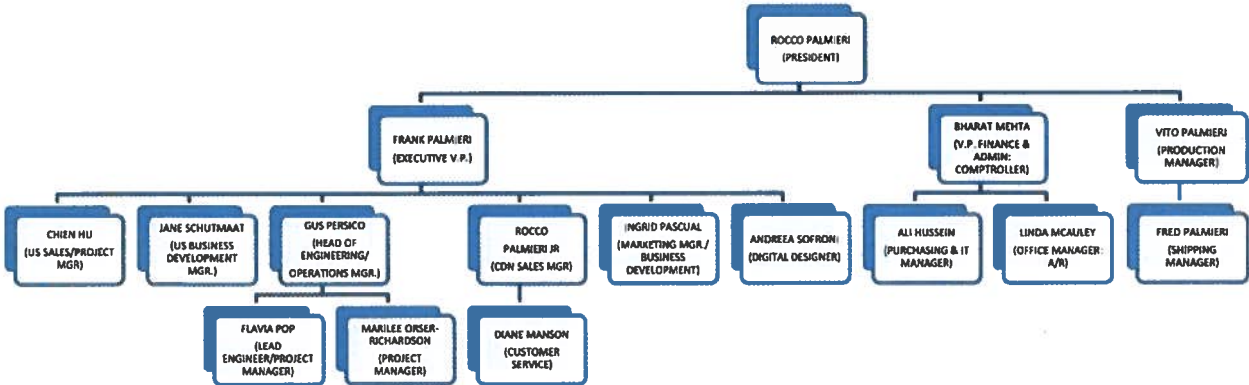 ROCCO PALMIERI
(PRESIDENT)
FRANK PALMIERI
(EXECUTIVE V.P.)
BHARAT MEHTA
(V.P. FINANCE &
ADMIN:
COMPTROLLER)
VITO PALMIERI
(PRODUCTION
MANAGER)
CHIEN HU
(US SALES/PROJECT
MGR)
JANE SCHUTMAAT
(US BUSINESS
DEVELOPMENT
MGR.)
GUS PERSICO
(HEAD OF
ENGINEERING/
OPERATIONS MGR.)
ROCCO
PALMIERI JR
(CDN SALES MGR)
INGRID PASCUAL
(MARKETING MGR./
BUSINESS
DEVELOPMENT)
ANDREEA SOFRONI
(DIGITAL DESIGNER)
ALI HUSSEIN
(PURCHASING & IT
MANAGER)
LINDA MCAULEY
(OFFICE MANAGER:
A/R)
FRED PALMIERI
(SHIPPING
MANAGER)
FLAVIA POP
(LEAD
ENGINEER/PROJECT
MANAGER)
MARILEE ORSER-
RICHARDSON
(PROJECT
MANAGER)
DIANE MANSON
(CUSTOMER
SERVICE)